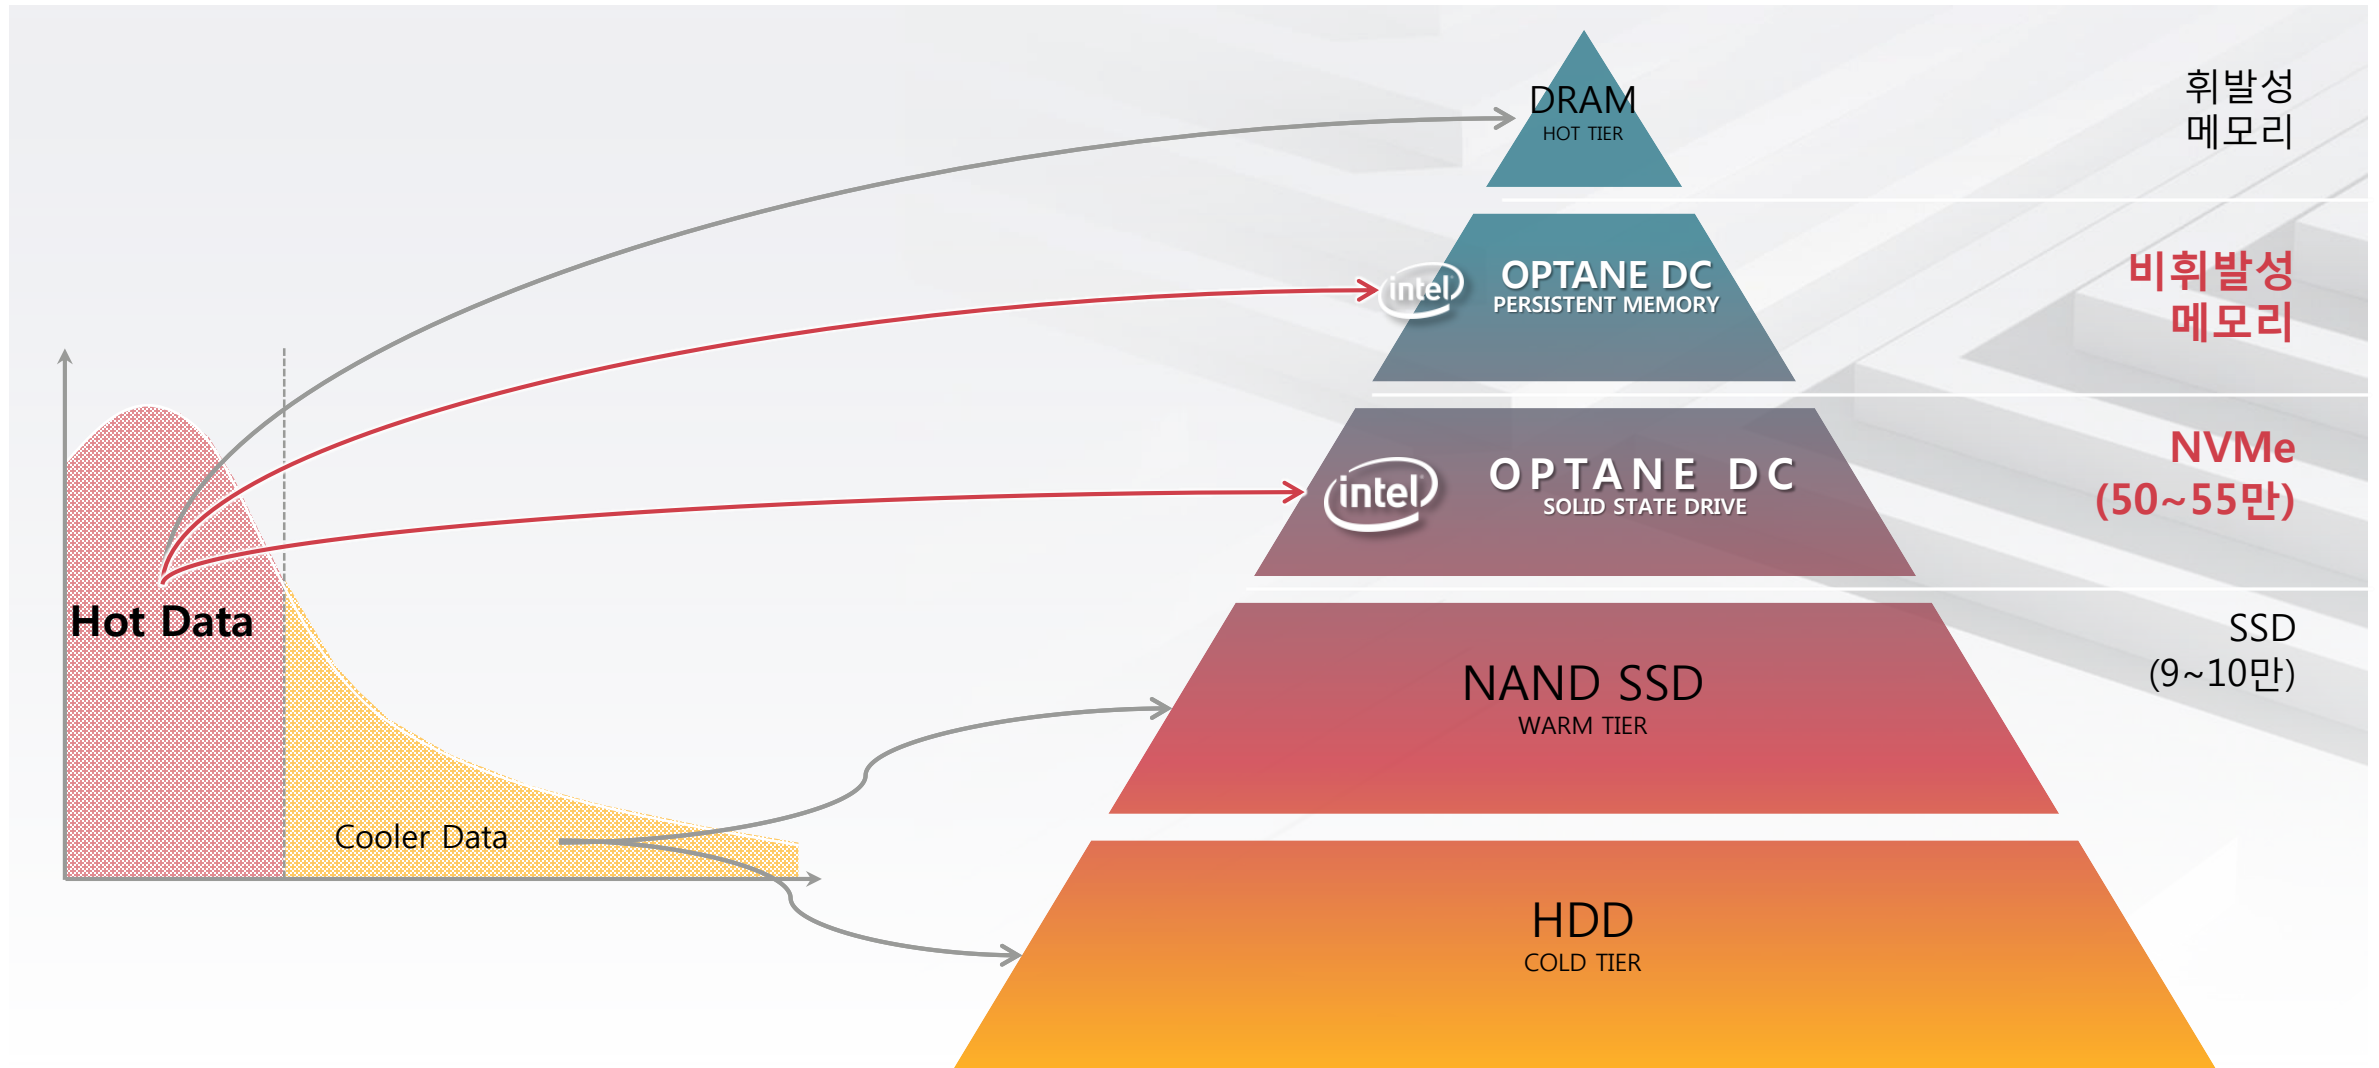 DRAM
HOT TIER
휘발성
메모리
intel
OPTANE DC
PERSISTENT MEMORY
비휘발성
메모리
intel
OPTANE DC
SOLID STATE DRIVE
NVMe
(50~55만)
Hot Data
NAND SSD
WARM TIER
SSD
(9~10만)
Cooler Data
HDD
COLD TIER